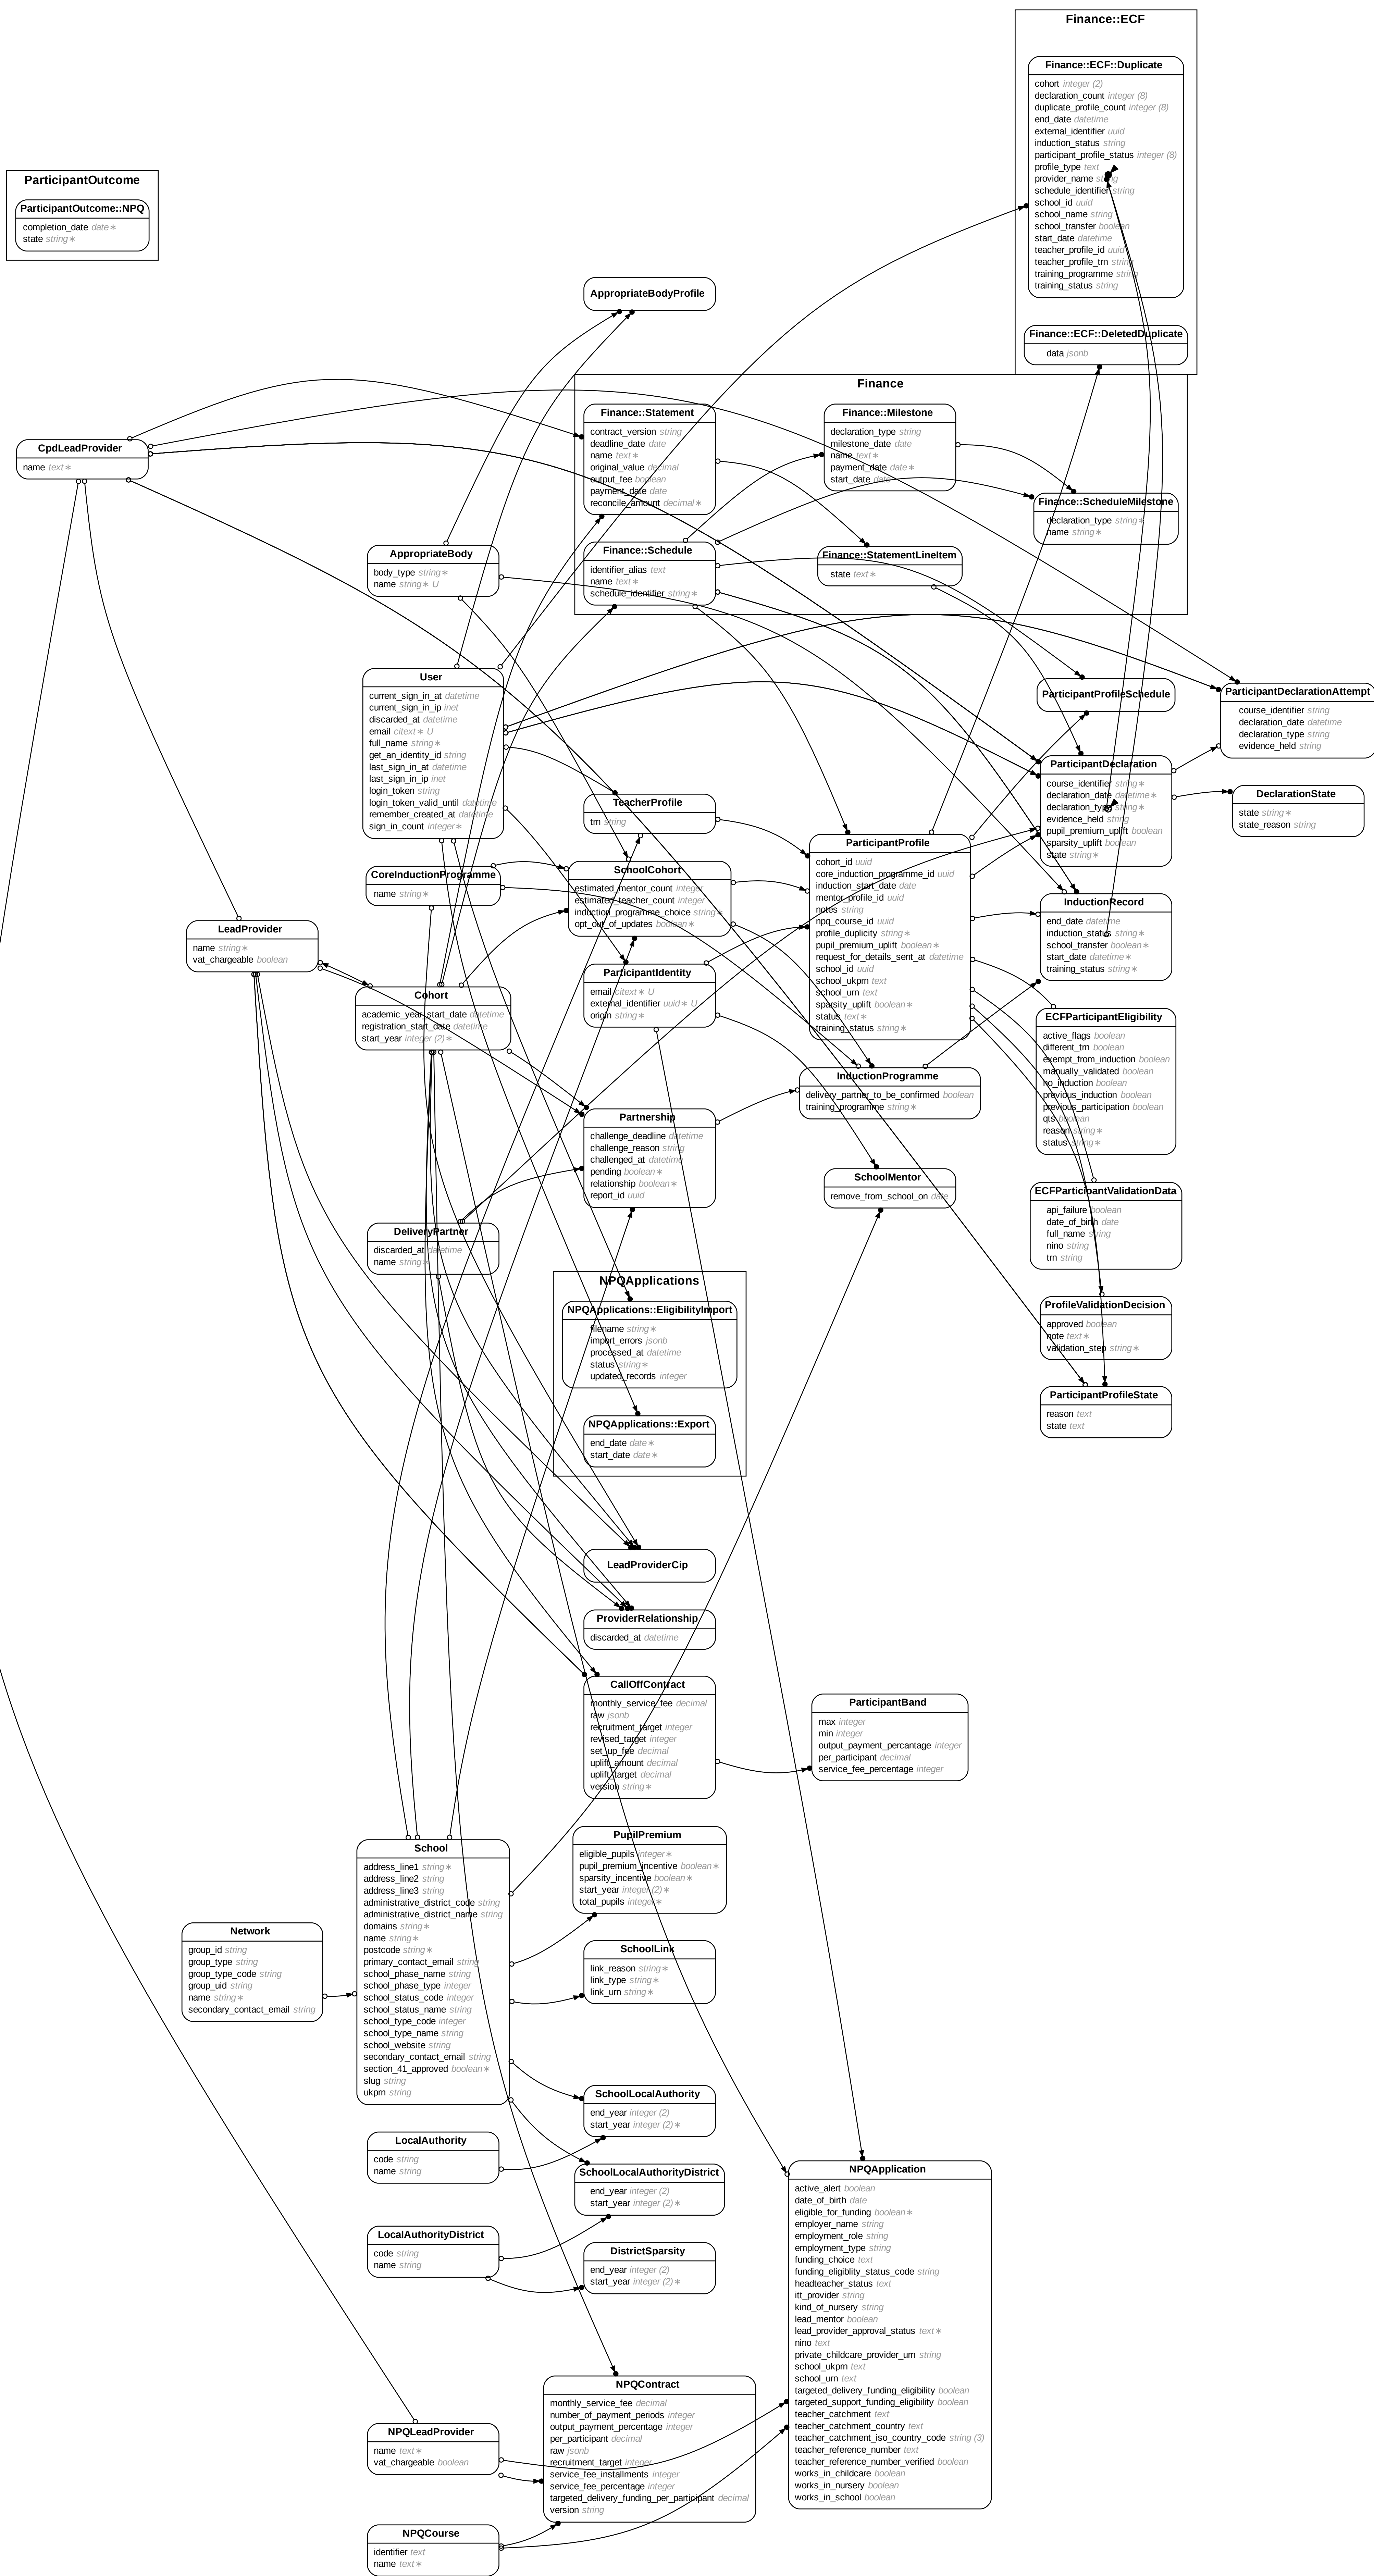 Finance::ECF
Finance::ECF::Duplicate
cohort integer (2)
declaration_count integer (8)
duplicate_profile_count integer (8)
end_date datetime
external_identifier uuid
induction_status string
participant_profile_status integer (8)
profile_type text
provider_name string
schedule_identifier string
school_id uuid
school_name string
school_transfer boolean
start_date datetime
teacher_profile_id uuid
teacher_profile_trn string
training_programme string
training_status string
Finance::ECF::DeletedDuplicate
data jsonb
ParticipantOutcome
ParticipantOutcome::NPQ
completion_date date ∗
state string ∗
AppropriateBodyProfile
Finance
Finance::Statement
contract_version string
deadline_date date
name text ∗
original_value decimal
output_fee boolean
payment_date date
reconcile_amount decimal ∗
Finance::Milestone
declaration_type string
milestone_date date
name text ∗
payment_date date ∗
start_date date
Finance::ScheduleMilestone
declaration_type string ∗
name string ∗
Finance::Schedule
identifier_alias text
name text ∗
schedule_identifier string ∗
Finance::StatementLineItem
state text ∗
CpdLeadProvider
name text ∗
AppropriateBody
body_type string ∗
name string ∗ U
User
current_sign_in_at datetime
current_sign_in_ip inet
discarded_at datetime
email citext ∗ U
full_name string ∗
get_an_identity_id string
last_sign_in_at datetime
last_sign_in_ip inet
login_token string
login_token_valid_until datetime
remember_created_at datetime
sign_in_count integer ∗
ParticipantProfileSchedule
ParticipantDeclarationAttempt
course_identifier string
declaration_date datetime
declaration_type string
evidence_held string
ParticipantDeclaration
course_identifier string ∗
declaration_date datetime ∗
declaration_type string ∗
evidence_held string
pupil_premium_uplift boolean
sparsity_uplift boolean
state string ∗
DeclarationState
state string ∗
state_reason string
TeacherProfile
trn string
ParticipantProfile
cohort_id uuid
core_induction_programme_id uuid
induction_start_date date
mentor_profile_id uuid
notes string
npq_course_id uuid
profile_duplicity string ∗
pupil_premium_uplift boolean ∗
request_for_details_sent_at datetime
school_id uuid
school_ukprn text
school_urn text
sparsity_uplift boolean ∗
status text ∗
training_status string ∗
CoreInductionProgramme
name string ∗
SchoolCohort
estimated_mentor_count integer
estimated_teacher_count integer
induction_programme_choice string ∗
opt_out_of_updates boolean ∗
InductionRecord
end_date datetime
induction_status string ∗
school_transfer boolean ∗
start_date datetime ∗
training_status string ∗
LeadProvider
name string ∗
vat_chargeable boolean
ParticipantIdentity
email citext ∗ U
external_identifier uuid ∗ U
origin string ∗
Cohort
academic_year_start_date datetime
registration_start_date datetime
start_year integer (2) ∗
ECFParticipantEligibility
active_flags boolean
different_trn boolean
exempt_from_induction boolean
manually_validated boolean
no_induction boolean
previous_induction boolean
previous_participation boolean
qts boolean
reason string ∗
status string ∗
InductionProgramme
delivery_partner_to_be_confirmed boolean
training_programme string ∗
Partnership
challenge_deadline datetime
challenge_reason string
challenged_at datetime
pending boolean ∗
relationship boolean ∗
report_id uuid
SchoolMentor
remove_from_school_on date
ECFParticipantValidationData
api_failure boolean
date_of_birth date
full_name string
nino string
trn string
DeliveryPartner
discarded_at datetime
name string ∗
NPQApplications
NPQApplications::EligibilityImport
filename string ∗
import_errors jsonb
processed_at datetime
status string ∗
updated_records integer
NPQApplications::Export
end_date date ∗
start_date date ∗
ProfileValidationDecision
approved boolean
note text ∗
validation_step string ∗
ParticipantProfileState
reason text
state text
LeadProviderCip
ProviderRelationship
discarded_at datetime
CallOffContract
monthly_service_fee decimal
raw jsonb
recruitment_target integer
revised_target integer
set_up_fee decimal
uplift_amount decimal
uplift_target decimal
version string ∗
ParticipantBand
max integer
min integer
output_payment_percantage integer
per_participant decimal
service_fee_percentage integer
PupilPremium
eligible_pupils integer ∗
pupil_premium_incentive boolean ∗
sparsity_incentive boolean ∗
start_year integer (2) ∗
total_pupils integer ∗
School
address_line1 string ∗
address_line2 string
address_line3 string
administrative_district_code string
administrative_district_name string
domains string ∗
name string ∗
postcode string ∗
primary_contact_email string
school_phase_name string
school_phase_type integer
school_status_code integer
school_status_name string
school_type_code integer
school_type_name string
school_website string
secondary_contact_email string
section_41_approved boolean ∗
slug string
ukprn string
Network
group_id string
group_type string
group_type_code string
group_uid string
name string ∗
secondary_contact_email string
SchoolLink
link_reason string ∗
link_type string ∗
link_urn string ∗
SchoolLocalAuthority
end_year integer (2)
start_year integer (2) ∗
LocalAuthority
code string
name string
SchoolLocalAuthorityDistrict
end_year integer (2)
start_year integer (2) ∗
LocalAuthorityDistrict
code string
name string
DistrictSparsity
end_year integer (2)
start_year integer (2) ∗
NPQApplication
active_alert boolean
date_of_birth date
eligible_for_funding boolean ∗
employer_name string
employment_role string
employment_type string
funding_choice text
funding_eligiblity_status_code string
headteacher_status text
itt_provider string
kind_of_nursery string
lead_mentor boolean
lead_provider_approval_status text ∗
nino text
private_childcare_provider_urn string
school_ukprn text
school_urn text
targeted_delivery_funding_eligibility boolean
targeted_support_funding_eligibility boolean
teacher_catchment text
teacher_catchment_country text
teacher_catchment_iso_country_code string (3)
teacher_reference_number text
teacher_reference_number_verified boolean
works_in_childcare boolean
works_in_nursery boolean
works_in_school boolean
NPQContract
monthly_service_fee decimal
number_of_payment_periods integer
output_payment_percentage integer
per_participant decimal
raw jsonb
recruitment_target integer
service_fee_installments integer
service_fee_percentage integer
targeted_delivery_funding_per_participant decimal
version string
NPQLeadProvider
name text ∗
vat_chargeable boolean
NPQCourse
identifier text
name text ∗